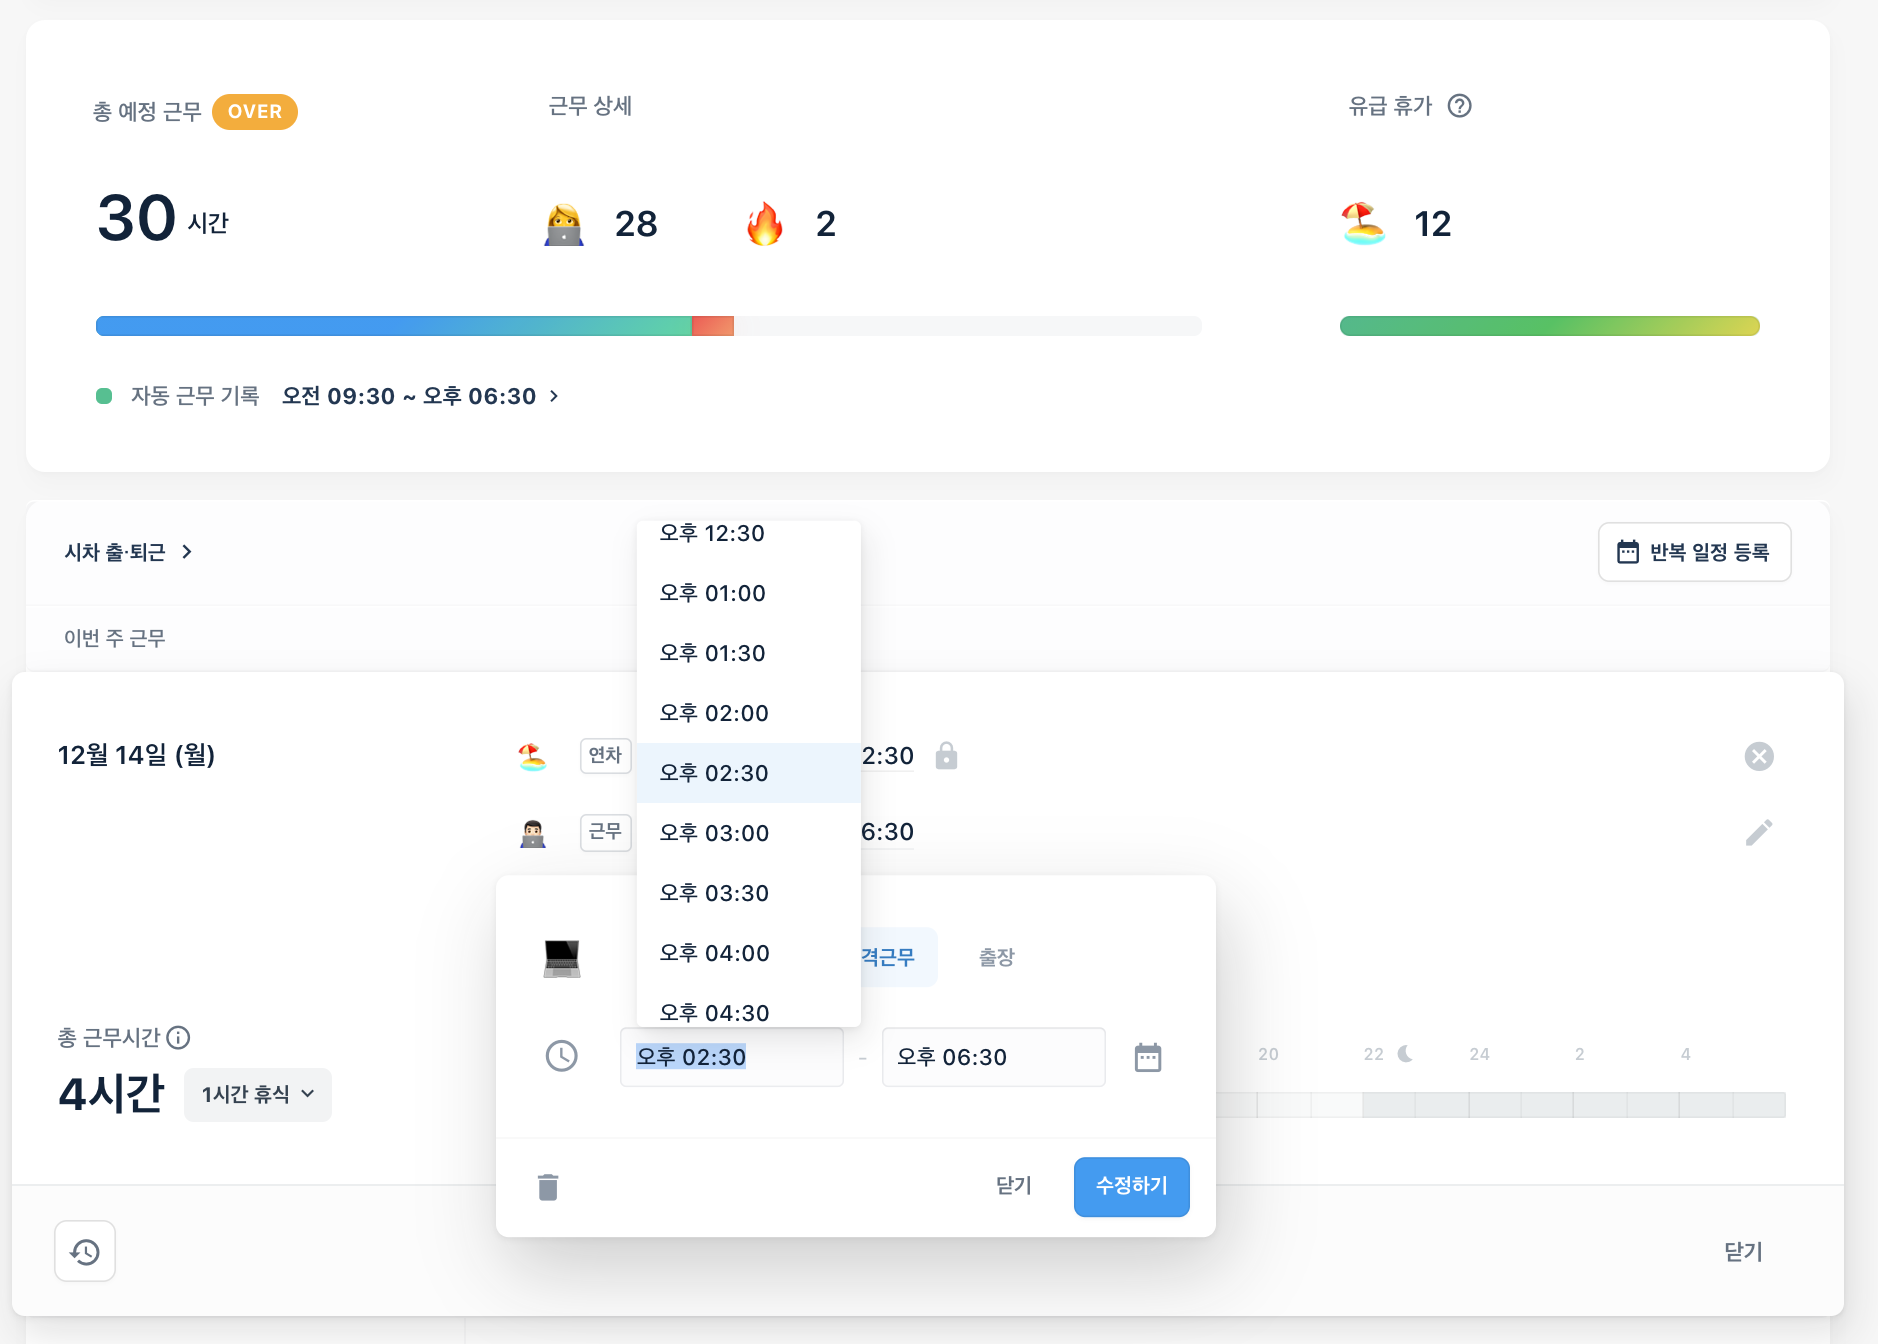 총 예정 근무 OVER
근무 상세
유급 휴가
30 시간
28
2
12
자동 근무 기록 오전 09:30 ~ 오후 06:30
시차 출·퇴근
반복 일정 등록
이번 주 근무
오후 12:30
오후 01:00
오후 01:30
오후 02:00
오후 02:30
오후 03:00
오후 03:30
오후 04:00
오후 04:30
12월 14일 (월)
연차
2:30
근무
6:30
격근무
출장
오후 02:30 - 오후 06:30
총 근무시간
4시간
1시간 휴식
20 22 24 2 4
닫기
수정하기
닫기